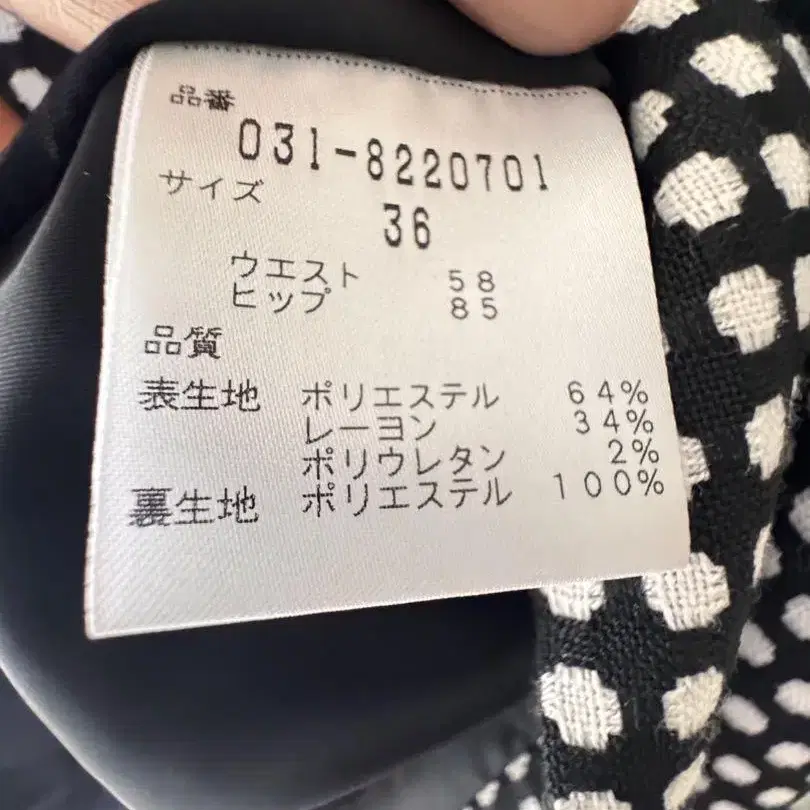 品番
031-8220701
サイズ
36
ウエスト 58
ヒップ 85
品質
表生地 ポリエステル 64%
レーヨン 34%
ポリウレタン 2%
裏生地 ポリエステル 100%